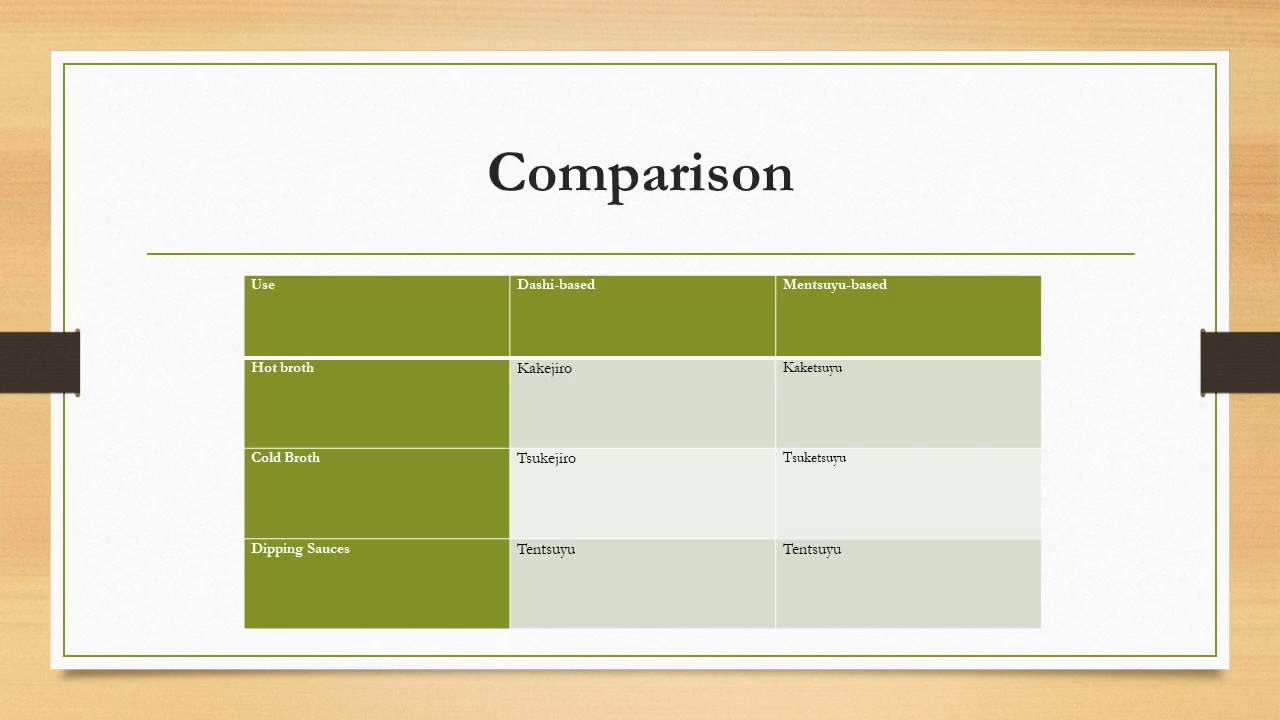 Comparison
Use Dashi-based Mentsuyu-based
Hot broth Kakejiro Kaketsuyu
Cold Broth Tsukejiro Tsuketsuyu
Dipping Sauces Tentsuyu Tentsuyu